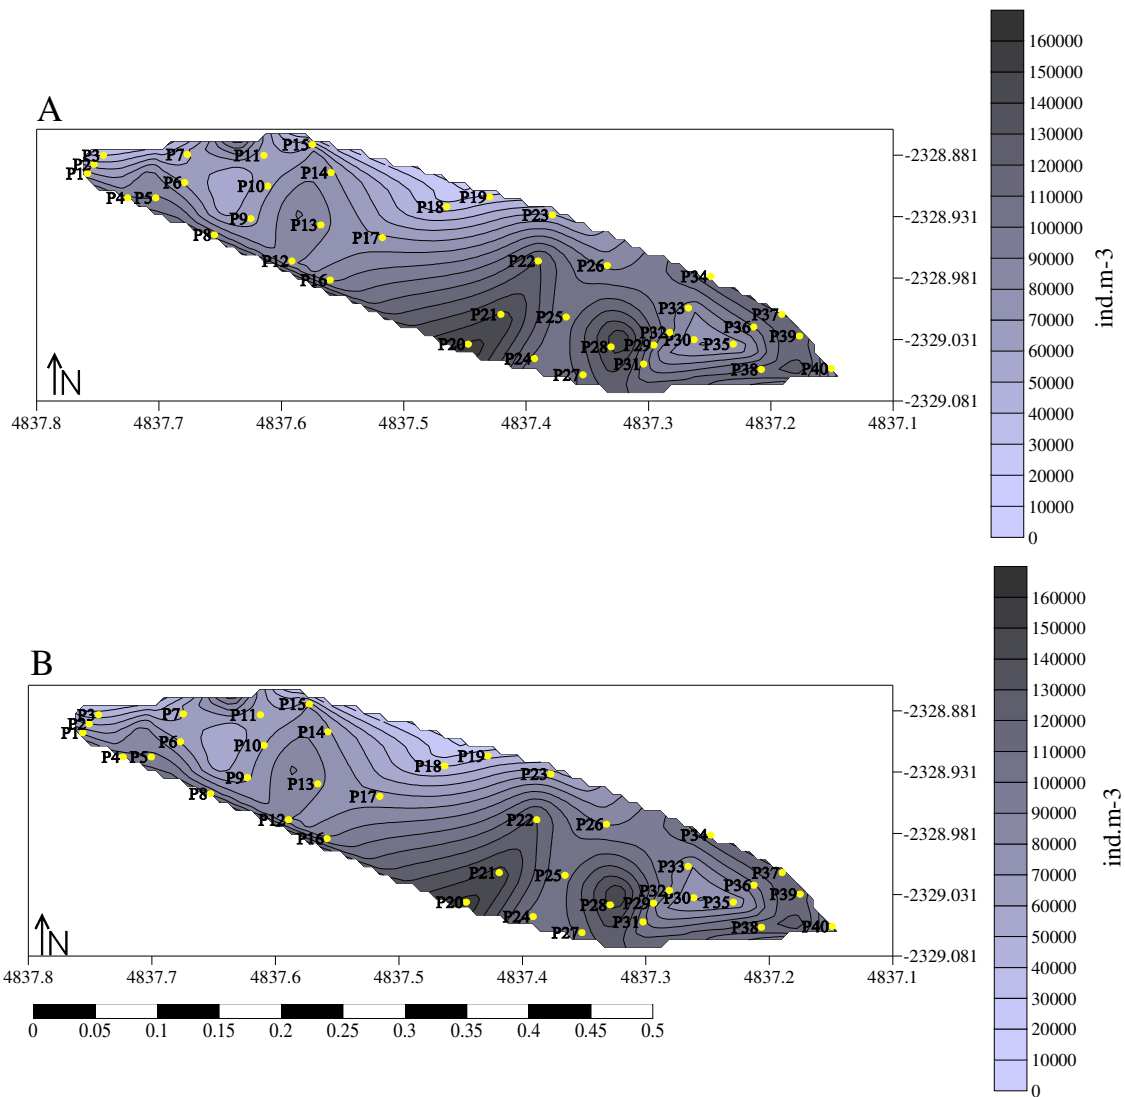 A
160000
150000
140000
130000
120000
110000
100000
90000
80000
70000
60000
50000
40000
30000
20000
10000
0
ind.m-3
P15
P3 P7 P11
P2
P1 P14
P6 P10
P4 P5 P19
P18
P9 P23
P13
P8 P17
P12 P22 P26
P16 P34
P33
P21 P25 P37
P36
P32 P39
P20 P28 P29 P30 P35
P24 P31
P27 P38 P40
-2328.881
-2328.931
-2328.981
-2329.031
-2329.081
N
4837.8 4837.7 4837.6 4837.5 4837.4 4837.3 4837.2 4837.1
B
160000
150000
140000
130000
120000
110000
100000
90000
80000
70000
60000
50000
40000
30000
20000
10000
0
ind.m-3
P15
P3 P7 P11
P2
P1 P14
P6 P10
P4 P5 P19
P18
P9 P23
P13
P8 P17
P12 P22 P26
P16 P34
P33
P21 P25 P37
P36
P32 P39
P20 P28 P29 P30 P35
P24 P31
P27 P38 P40
-2328.881
-2328.931
-2328.981
-2329.031
-2329.081
N
4837.8 4837.7 4837.6 4837.5 4837.4 4837.3 4837.2 4837.1
0 0.05 0.1 0.15 0.2 0.25 0.3 0.35 0.4 0.45 0.5